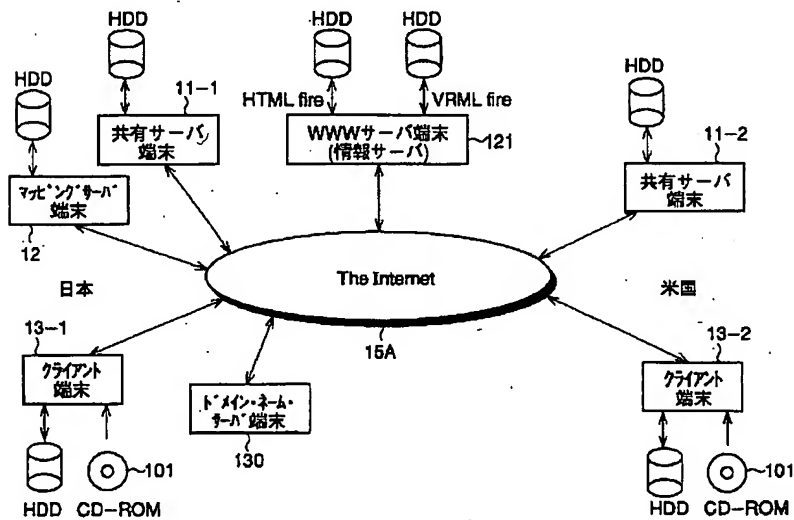 HDD
HDD
HDD
HDD
HDD
11-1
HTML fire
VRML fire
共有サーバ
端末
WWWサーバ端末
(情報サーバ)
121
11-2
共有サーバ
端末
マッピングサーバ
端末
12
日本
The Internet
米国
15A
13-1
クライアント
端末
ドメイン・ネーム・
サーバ端末
130
13-2
クライアント
端末
101
HDD
CD-ROM
101
HDD
CD-ROM